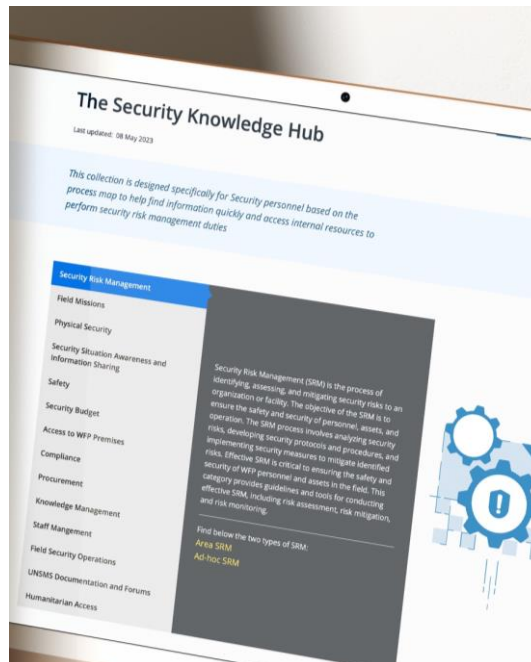 The Security Knowledge Hub
Last updated: 08 May 2023
This collection is designed specifically for Security personnel based on the
process map to help find information quickly and access internal resources to
perform security risk management duties
Security Risk Management
Field Missions
Physical Security
Security Situation Awareness and
Information Sharing
Safety
Security Budget
Access to WFP Premises
Compliance
Procurement
Knowledge Management
Staff Mangement
Field Security Operations
UNSMS Documentation and Forums
Humanitarian Access
Security Risk Management (SRM) is the process of
identifying, assessing, and mitigating security risks to an
organization or facility. The objective of the SRM is to
ensure the safety and security of personnel, assets, and
operation. The SRM process involves analyzing security
risks, developing security protocols and procedures, and
implementing security measures to mitigate identified
risks. Effective SRM is critical to ensuring the safety and
security of WFP personnel and assets in the field. This
category provides guidelines and tools for conducting
effective SRM, including risk assessment, risk mitigation,
and risk monitoring.
Find below the two types of SRM:
Area SRM
Ad-hoc SRM